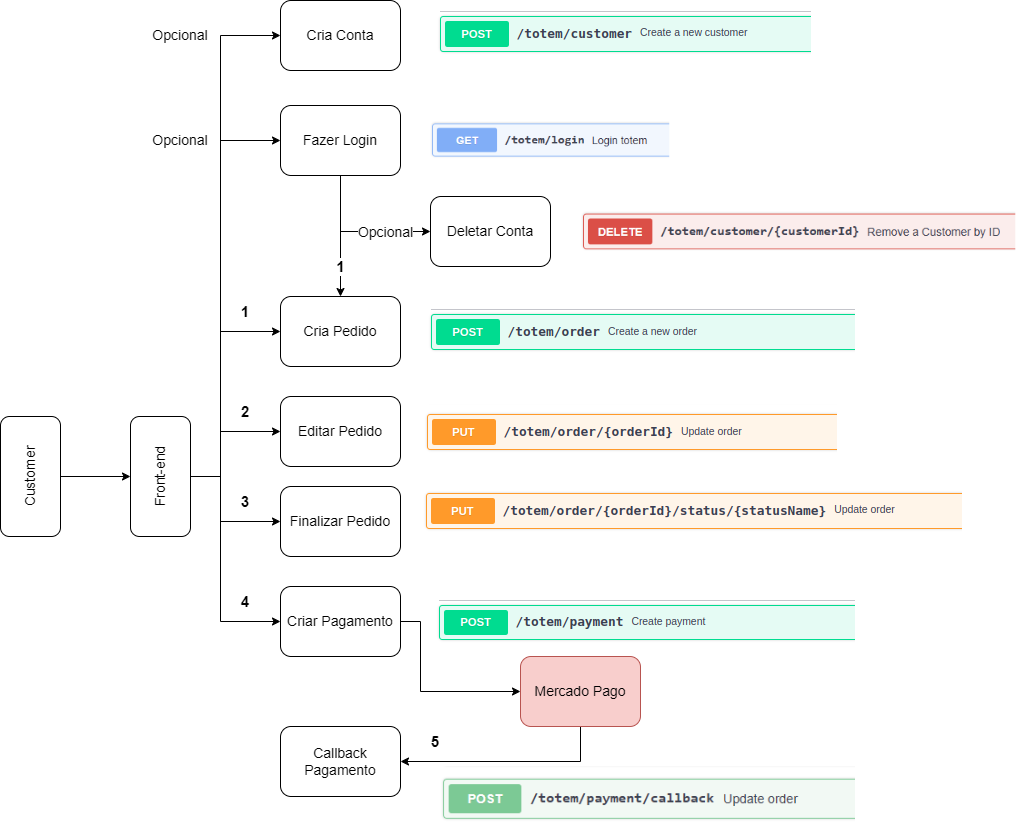 Opcional
Cria Conta
POST /totem/customer Create a new customer
Opcional
Fazer Login
GET /totem/login Login totem
Opcional
Deletar Conta
DELETE /totem/customer/{customerId} Remove a Customer by ID
1
1
Cria Pedido
POST /totem/order Create a new order
2
Editar Pedido
PUT /totem/order/{orderId} Update order
Customer
Front-end
3
Finalizar Pedido
PUT /totem/order/{orderId}/status/{statusName} Update order
4
Criar Pagamento
POST /totem/payment Create payment
Mercado Pago
5
Callback
Pagamento
POST /totem/payment/callback Update order